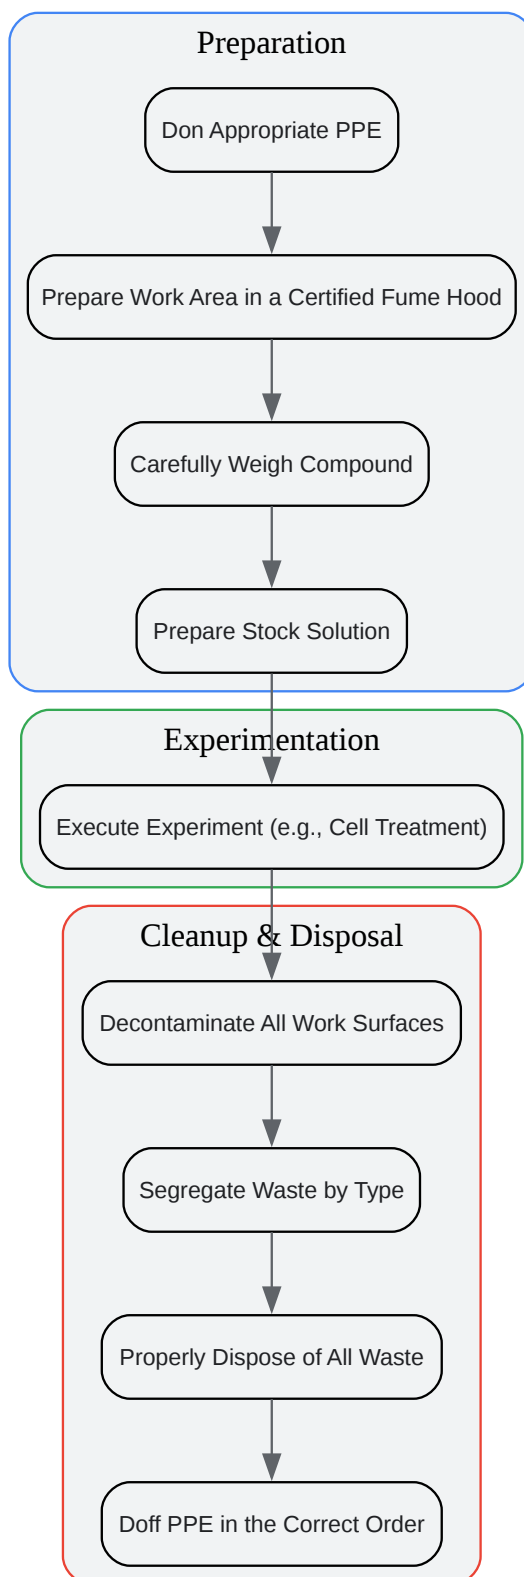 Preparation
Don Appropriate PPE
Prepare Work Area in a Certified Fume Hood
Carefully Weigh Compound
Prepare Stock Solution
Experimentation
Execute Experiment (e.g., Cell Treatment)
Cleanup & Disposal
Decontaminate All Work Surfaces
Segregate Waste by Type
Properly Dispose of All Waste
Doff PPE in the Correct Order